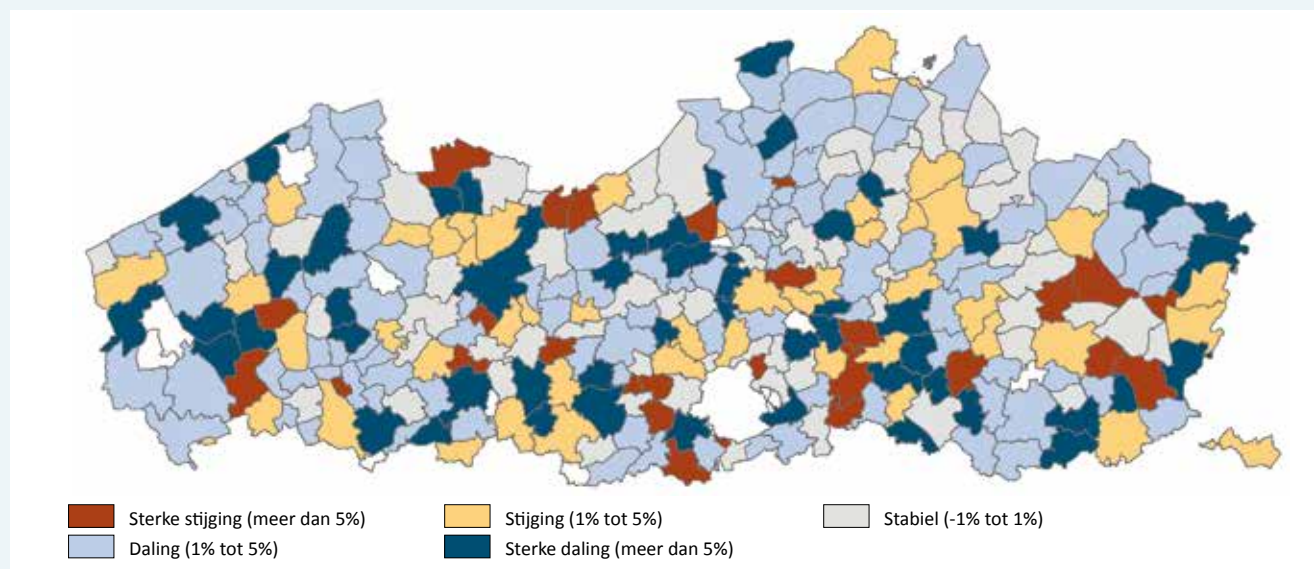 Sterke stijging (meer dan 5%)
Stijging (1% tot 5%)
Stabiel (-1% tot 1%)
Daling (1% tot 5%)
Sterke daling (meer dan 5%)